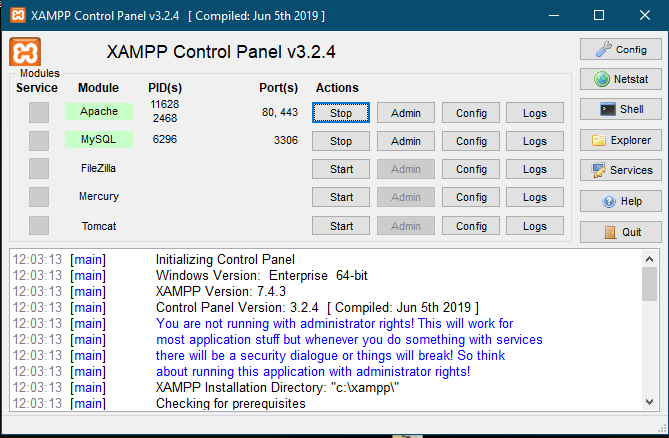 XAMPP Control Panel v3.2.4 [ Compiled: Jun 5th 2019 ]
XAMPP Control Panel v3.2.4
Config
Modules
Service Module PID(s) Port(s) Actions
Netstat
Apache 11628 2468 80, 443 Stop Admin Config Logs
Shell
MySQL 6296 3306 Stop Admin Config Logs
Explorer
FileZilla Start Admin Config Logs
Services
Mercury Start Admin Config Logs
Help
Tomcat Start Admin Config Logs
Quit
12:03:13 [main] Initializing Control Panel
12:03:13 [main] Windows Version: Enterprise 64-bit
12:03:13 [main] XAMPP Version: 7.4.3
12:03:13 [main] Control Panel Version: 3.2.4 [ Compiled: Jun 5th 2019 ]
12:03:13 [main] You are not running with administrator rights! This will work for
12:03:13 [main] most application stuff but whenever you do something with services
12:03:13 [main] there will be a security dialogue or things will break! So think
12:03:13 [main] about running this application with administrator rights!
12:03:13 [main] XAMPP Installation Directory: "c:\xampp\"
12:03:13 [main] Checking for prerequisites